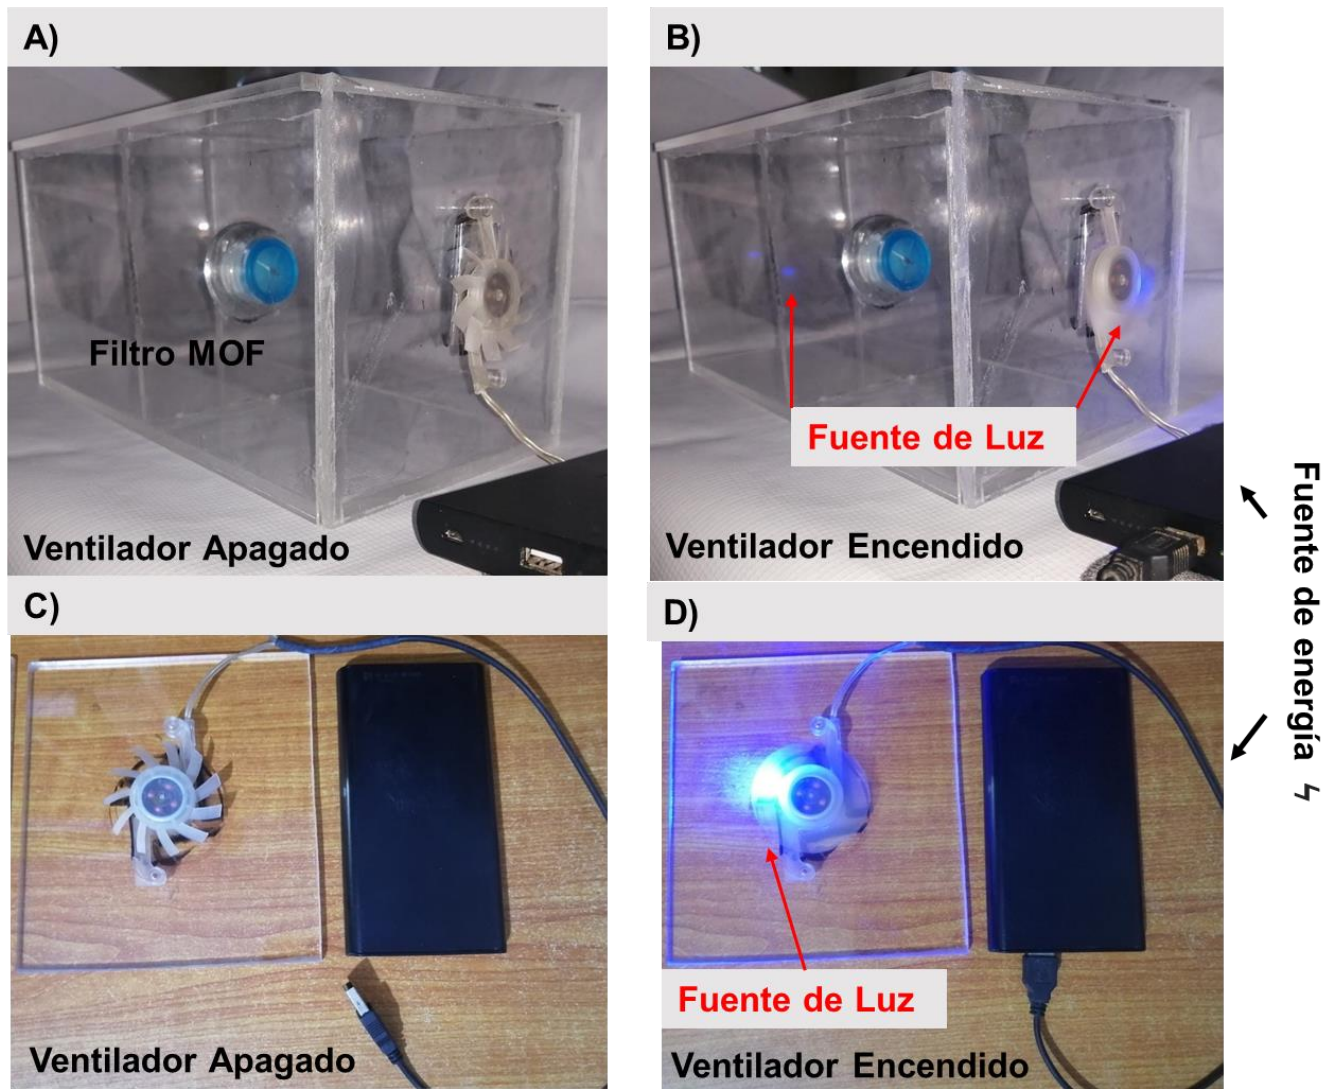 A)
B)
Filtro MOF
Fuente de Luz
Ventilador Apagado
Ventilador Encendido
C)
D)
Fuente de Luz
Ventilador Apagado
Ventilador Encendido
Fuente de energía